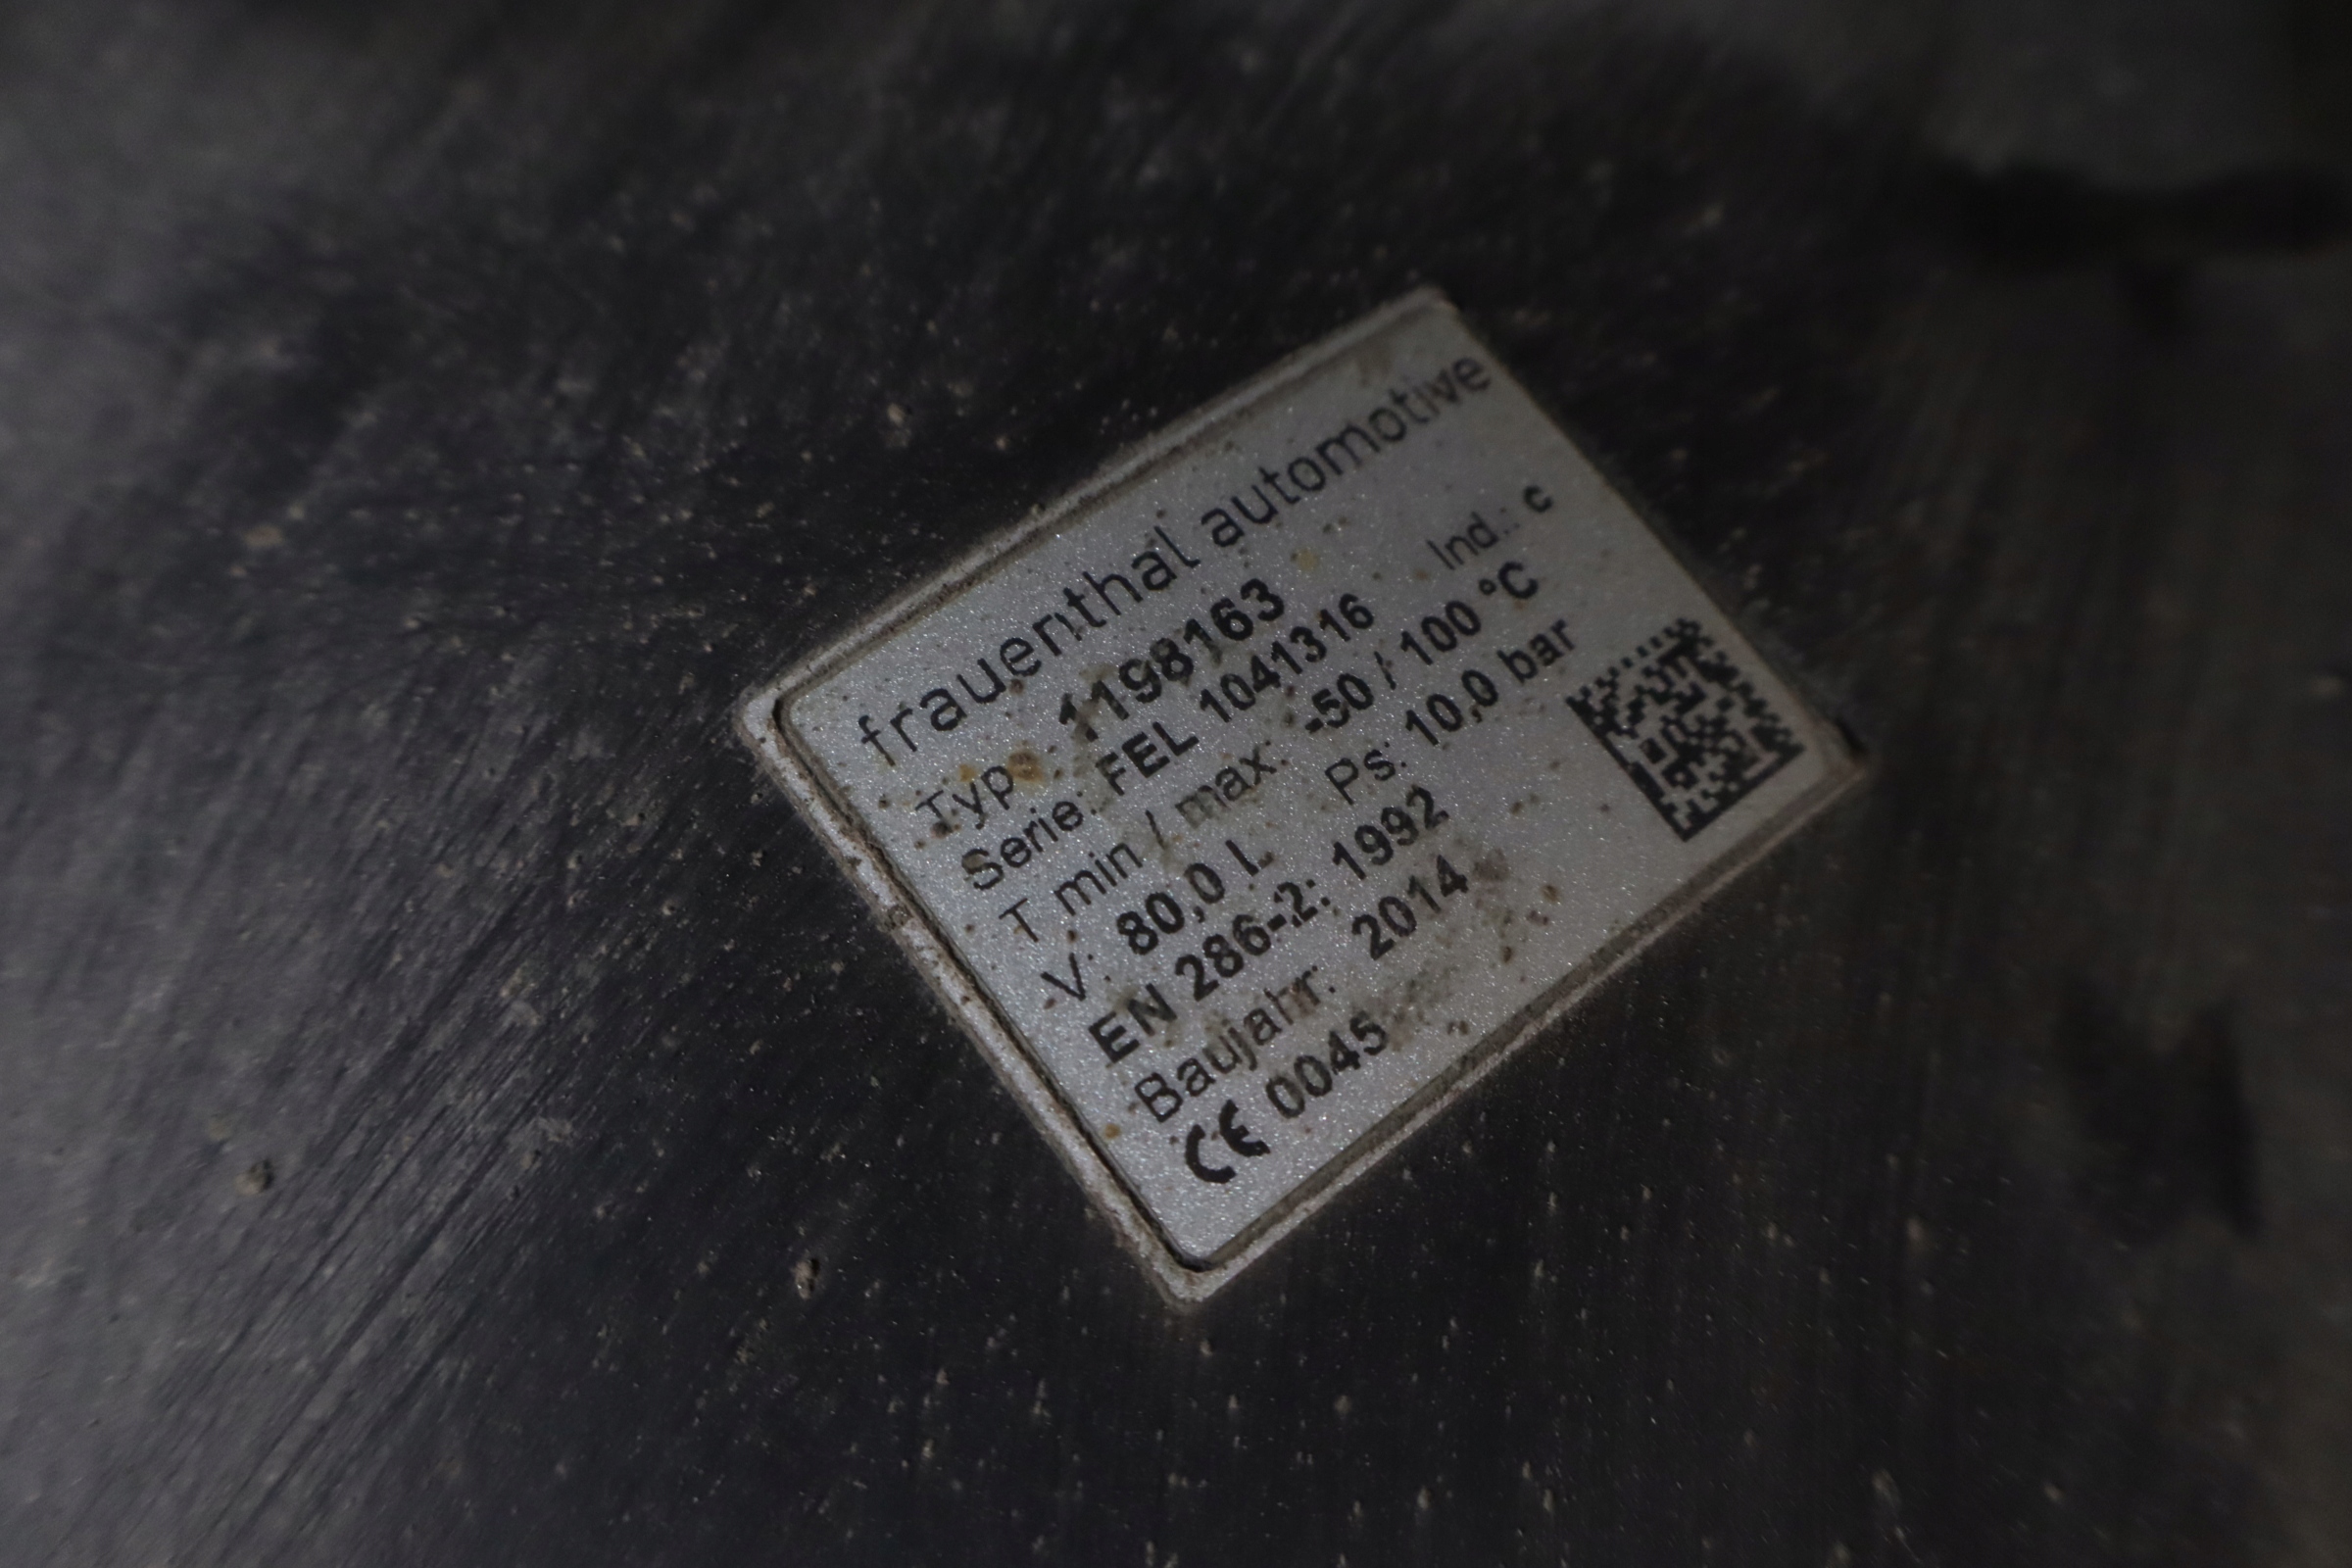 frauenthal automotive
Typ 1198163 Ind.: c
Serie: FEL 1041316
T min / max: -50 / 100 °C
V: 80,0 L Ps: 10,0 bar
EN 286-2: 1992
Baujahr: 2014
CE 0045